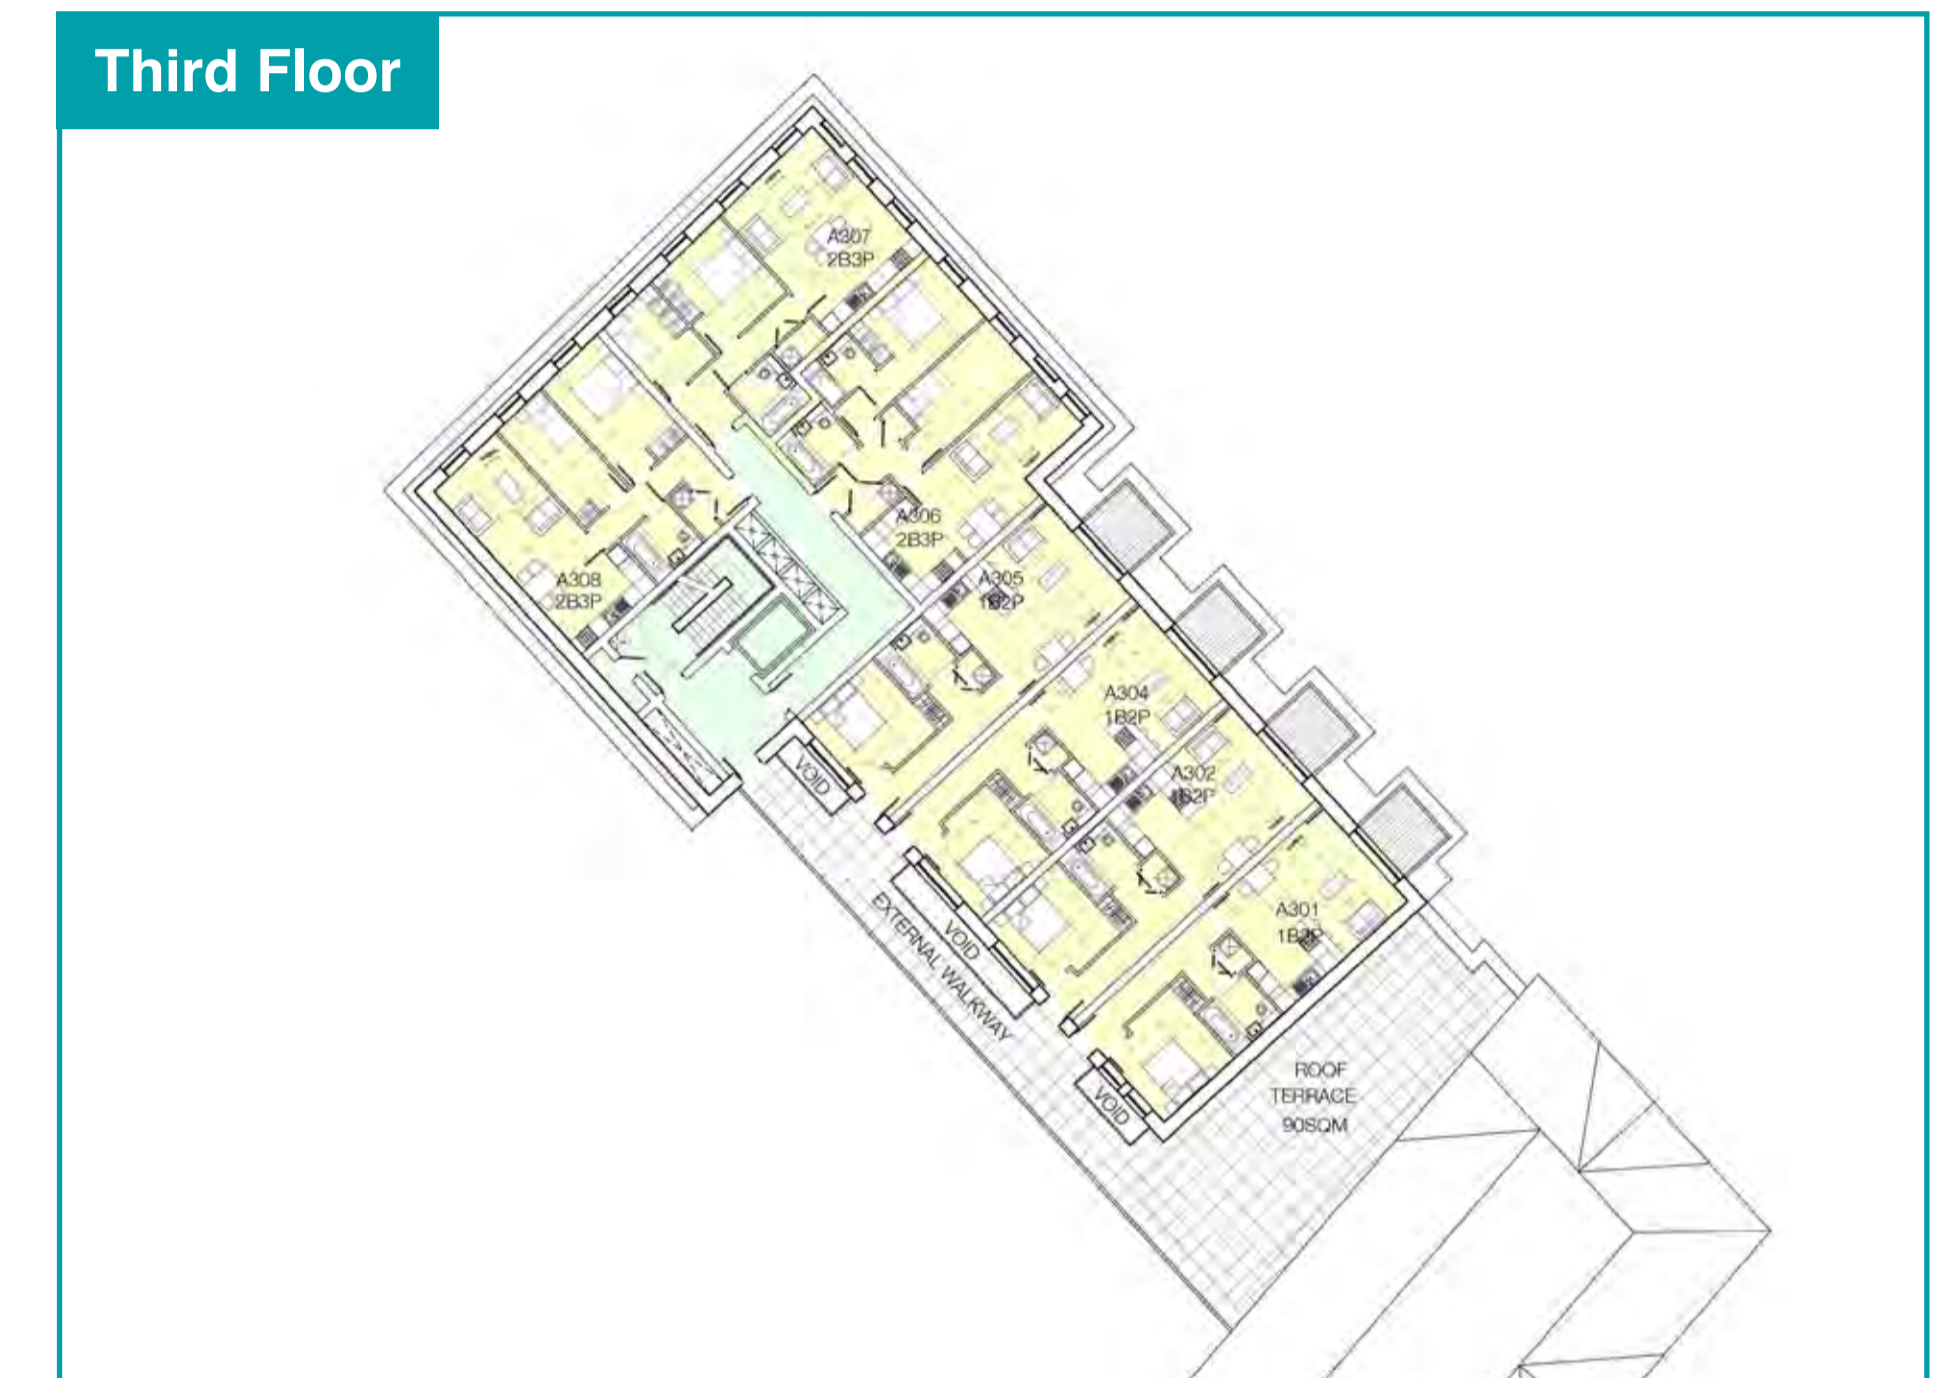 Third Floor
A307
2B3P
A306
2B3P
A305
1B2P
A308
2B3P
A304
1B2P
A302
1B2P
VOID
A301
1B2P
VOID
EXTERNAL WALKWAY
VOID
ROOF
TERRACE
90SQM